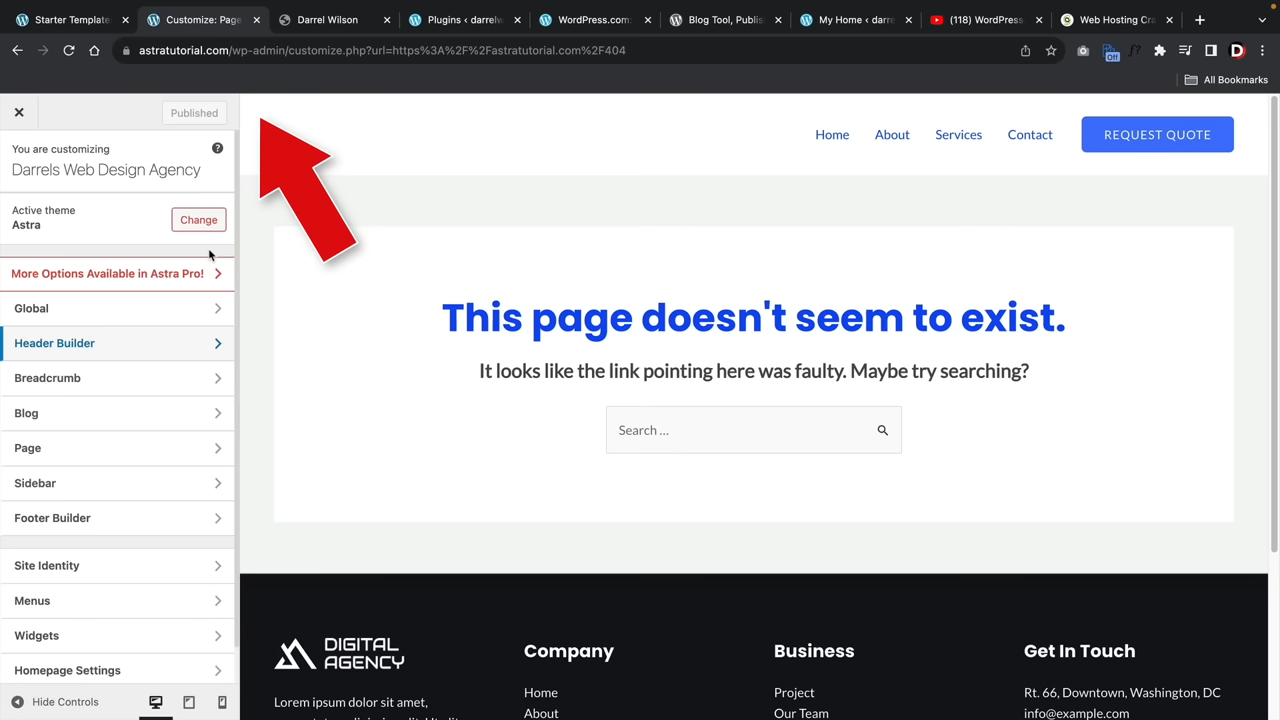 Starter Template
Customize: Page
Darrel Wilson
Plugins ‹ darrelw
WordPress.com:
Blog Tool, Publis
My Home ‹ darre
(118) WordPress
Web Hosting Cra
astratutorial.com/wp-admin/customize.php?url=https%3A%2F%2Fastratutorial.com%2F404
Off
D
All Bookmarks
Published
You are customizing
Darrels Web Design Agency
Active theme
Astra
Change
More Options Available in Astra Pro!
Global
Header Builder
Breadcrumb
Blog
Page
Sidebar
Footer Builder
Site Identity
Menus
Widgets
Homepage Settings
Hide Controls
Home
About
Services
Contact
REQUEST QUOTE
This page doesn't seem to exist.
It looks like the link pointing here was faulty. Maybe try searching?
Search ...
DIGITAL
AGENCY
Lorem ipsum dolor sit amet,
Company
Home
About
Business
Project
Our Team
Get In Touch
Rt. 66, Downtown, Washington, DC
info@example.com